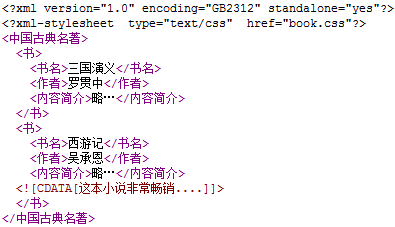 <?xml version="1.0" encoding="GB2312" standalone="yes"?>
<?xml-stylesheet  type="text/css"  href="book.css"?>
<中国古典名著>
  <书>
    <书名>三国演义</书名>
    <作者>罗贯中</作者>
    <内容简介>略…</内容简介>
  </书>
  <书>
    <书名>西游记</书名>
    <作者>吴承恩</作者>
    <内容简介>略…</内容简介>
  <![CDATA[这本小说非常畅销....]]>
  </书>
</中国古典名著>